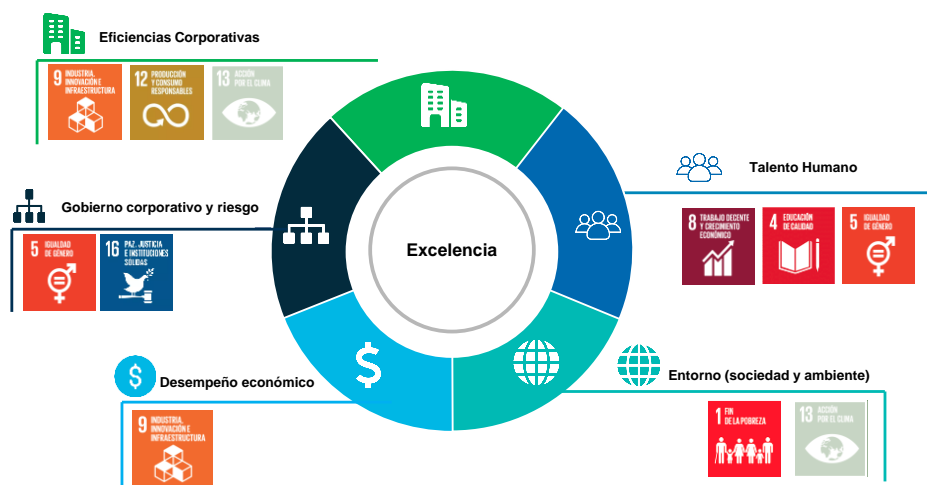 Eficiencias Corporativas
9 INDUSTRIA,
INNOVACIÓN E
INFRAESTRUCTURA
12 PRODUCCIÓN
Y CONSUMO
RESPONSABLES
13 ACCIÓN
POR EL CLIMA
Talento Humano
8 TRABAJO DECENTE
Y CRECIMIENTO
ECONÓMICO
4 EDUCACIÓN
DE CALIDAD
5 IGUALDAD
DE GÉNERO
Gobierno corporativo y riesgo
5 IGUALDAD
DE GÉNERO
16 PAZ, JUSTICIA
E INSTITUCIONES
SÓLIDAS
Excelencia
$
$
Desempeño económico
9 INDUSTRIA,
INNOVACIÓN E
INFRAESTRUCTURA
Entorno (sociedad y ambiente)
1 FIN
DE LA POBREZA
13 ACCIÓN
POR EL CLIMA